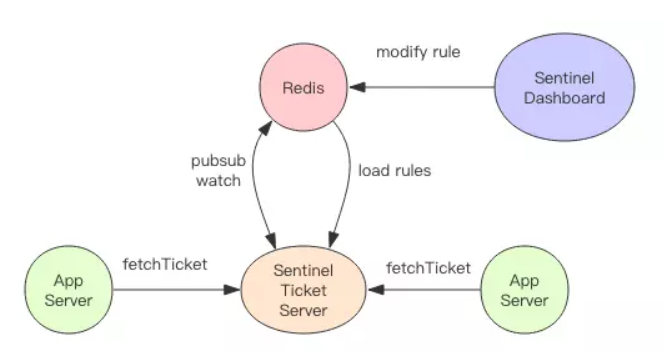 modify rule
Redis
Sentinel
Dashboard
pubsub
watch
load rules
fetchTicket
fetchTicket
App
Server
Sentinel
Ticket
Server
App
Server